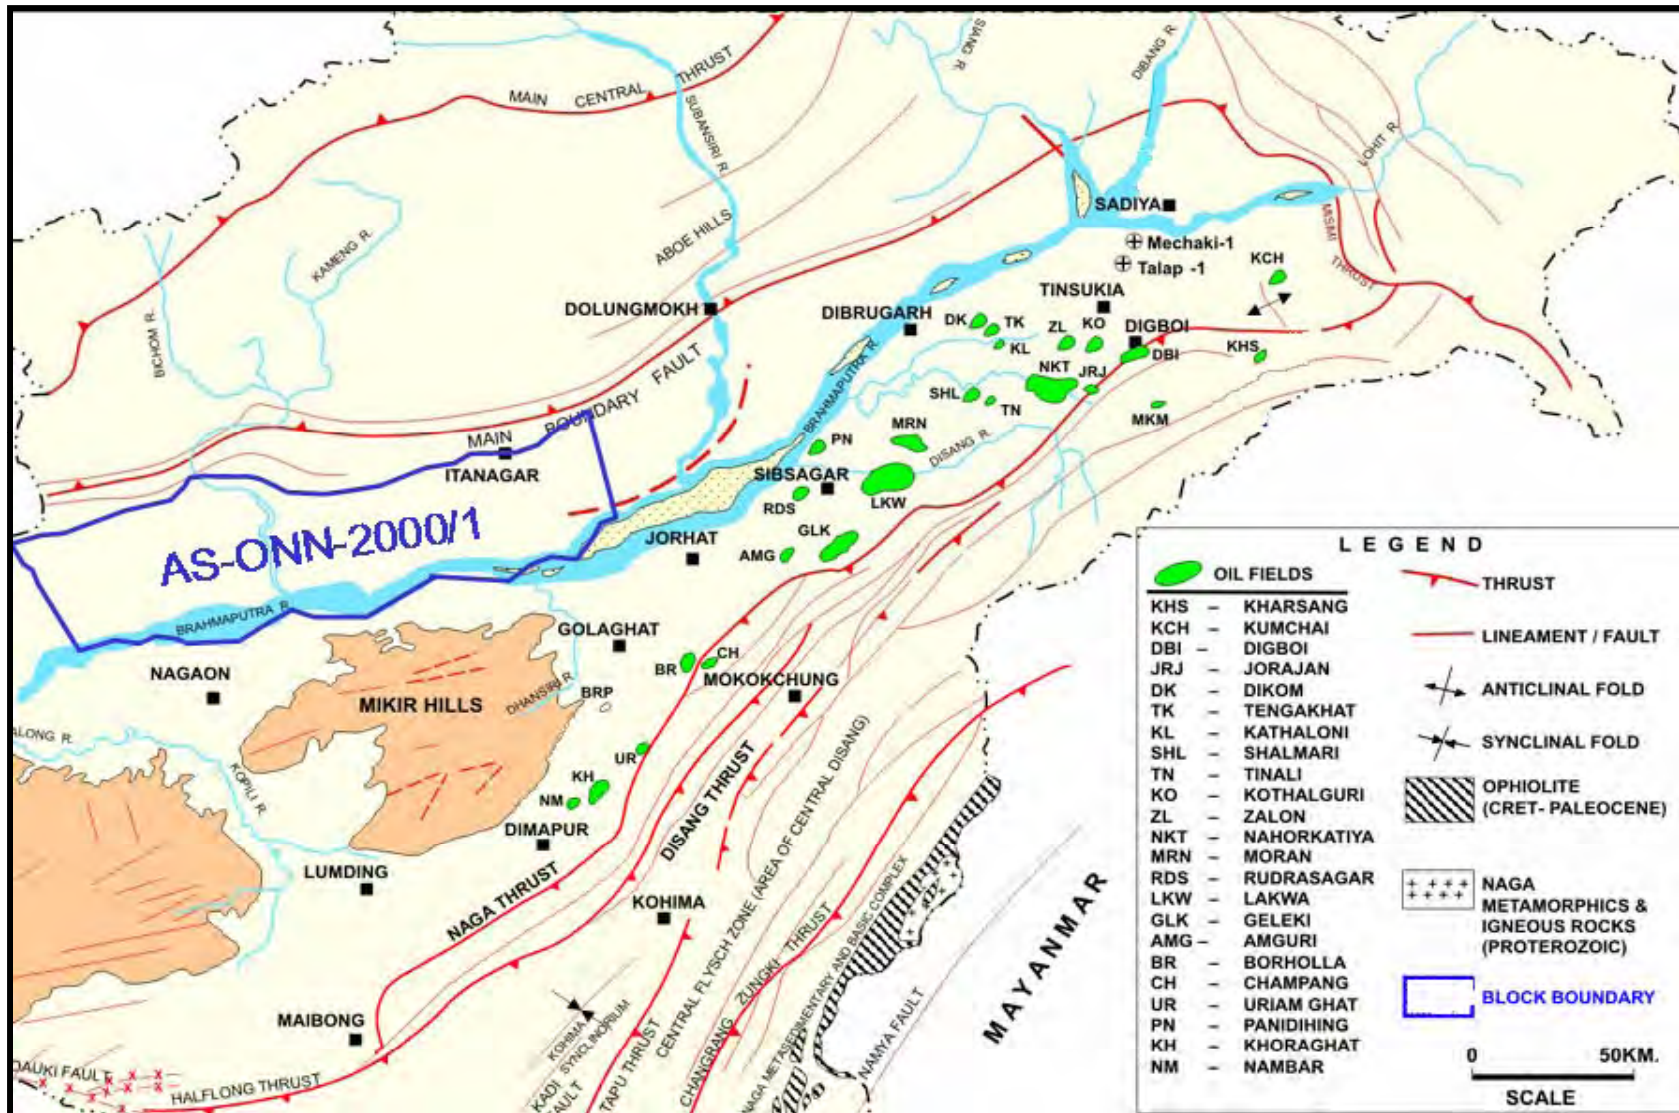 SIANG R.
DIBANG R.
MAIN CENTRAL THRUST
SUBANSIRI R.
LOHIT R.
KAMENG R.
ABOE HILLS
SADIYA
MISIMI THRUST
Mechaki-1
Talap -1
KCH
BICHOM R.
DOLUNGMOKH
DIBRUGARH
TINSUKIA
DK
TK
KL
ZL
KO
DIGBOI
DBI
KHS
NKT
JRJ
SHL
TN
MKM
BRAHMAPUTRA R.
MAIN BOUNDARY FAULT
ITANAGAR
PN
MRN
DISANG R.
SIBSAGAR
RDS
LKW
AS-ONN-2000/1
JORHAT
AMG
GLK
BRAHMAPUTRA R.
NAGAON
GOLAGHAT
BR
CH
MOKOKCHUNG
MIKIR HILLS
DHANSIRI R.
BRP
ALONG R.
KOPILI R.
UR
KH
NM
DIMAPUR
LUMDING
NAGA THRUST
DISANG THRUST
KOHIMA
CENTRAL FLYSCH ZONE (AREA OF CENTRAL DISANG)
CHANGRANG ZUNGKI THRUST
NAGA METASEDIMENTARY AND BASIC COMPLEX
MAYANMAR
NAMYA FAULT
MAIBONG
DAUKI FAULT
HALFLONG THRUST
KOHIMA
KADI SYNCLINORIUM
AULT
TAPU THRUST
LEGEND
OIL FIELDS
KHS – KHARSANG
KCH – KUMCHAI
DBI – DIGBOI
JRJ – JORAJAN
DK – DIKOM
TK – TENGAKHAT
KL – KATHALONI
SHL – SHALMARI
TN – TINALI
KO – KOTHALGURI
ZL – ZALON
NKT – NAHORKATIYA
MRN – MORAN
RDS – RUDRASAGAR
LKW – LAKWA
GLK – GELEKI
AMG – AMGURI
BR – BORHOLLA
CH – CHAMPANG
UR – URIAM GHAT
PN – PANIDIHING
KH – KHORAGHAT
NM – NAMBAR
THRUST
LINEAMENT / FAULT
ANTICLINAL FOLD
SYNCLINAL FOLD
OPHIOLITE
(CRET- PALEOCENE)
NAGA
METAMORPHICS &
IGNEOUS ROCKS
(PROTEROZOIC)
BLOCK BOUNDARY
0 50KM.
SCALE